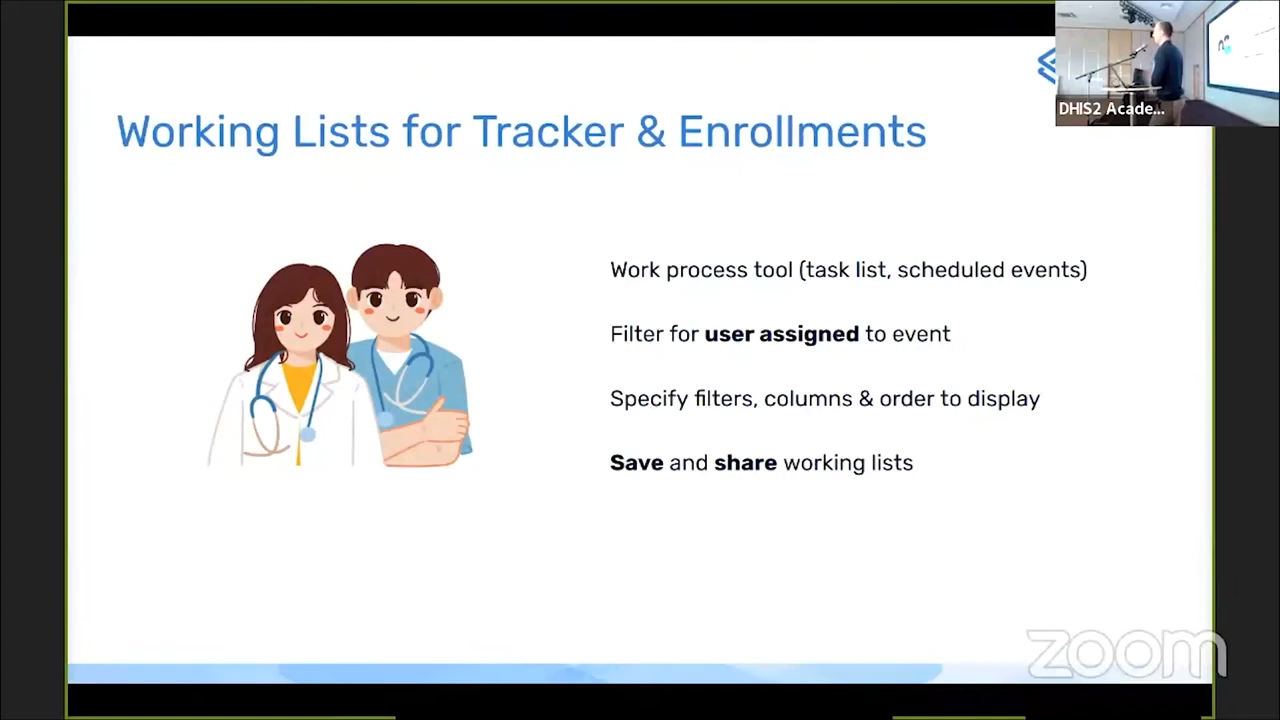 Working Lists for Tracker & Enrollments
DHIS2 Acade...
Work process tool (task list, scheduled events)
Filter for user assigned to event
Specify filters, columns & order to display
Save and share working lists
zoom